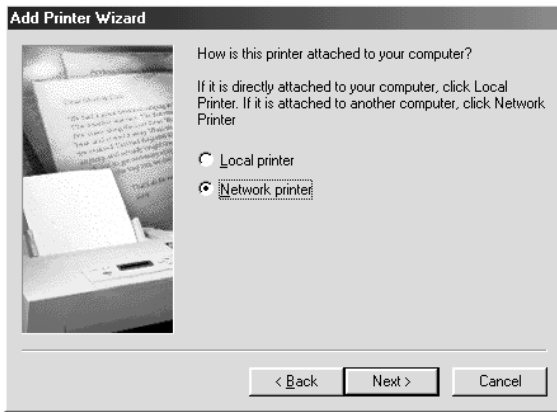 Add Printer Wizard
How is this printer attached to your computer?
If it is directly attached to your computer, click Local
Printer. If it is attached to another computer, click Network
Printer
Local printer
Network printer
< Back
Next >
Cancel